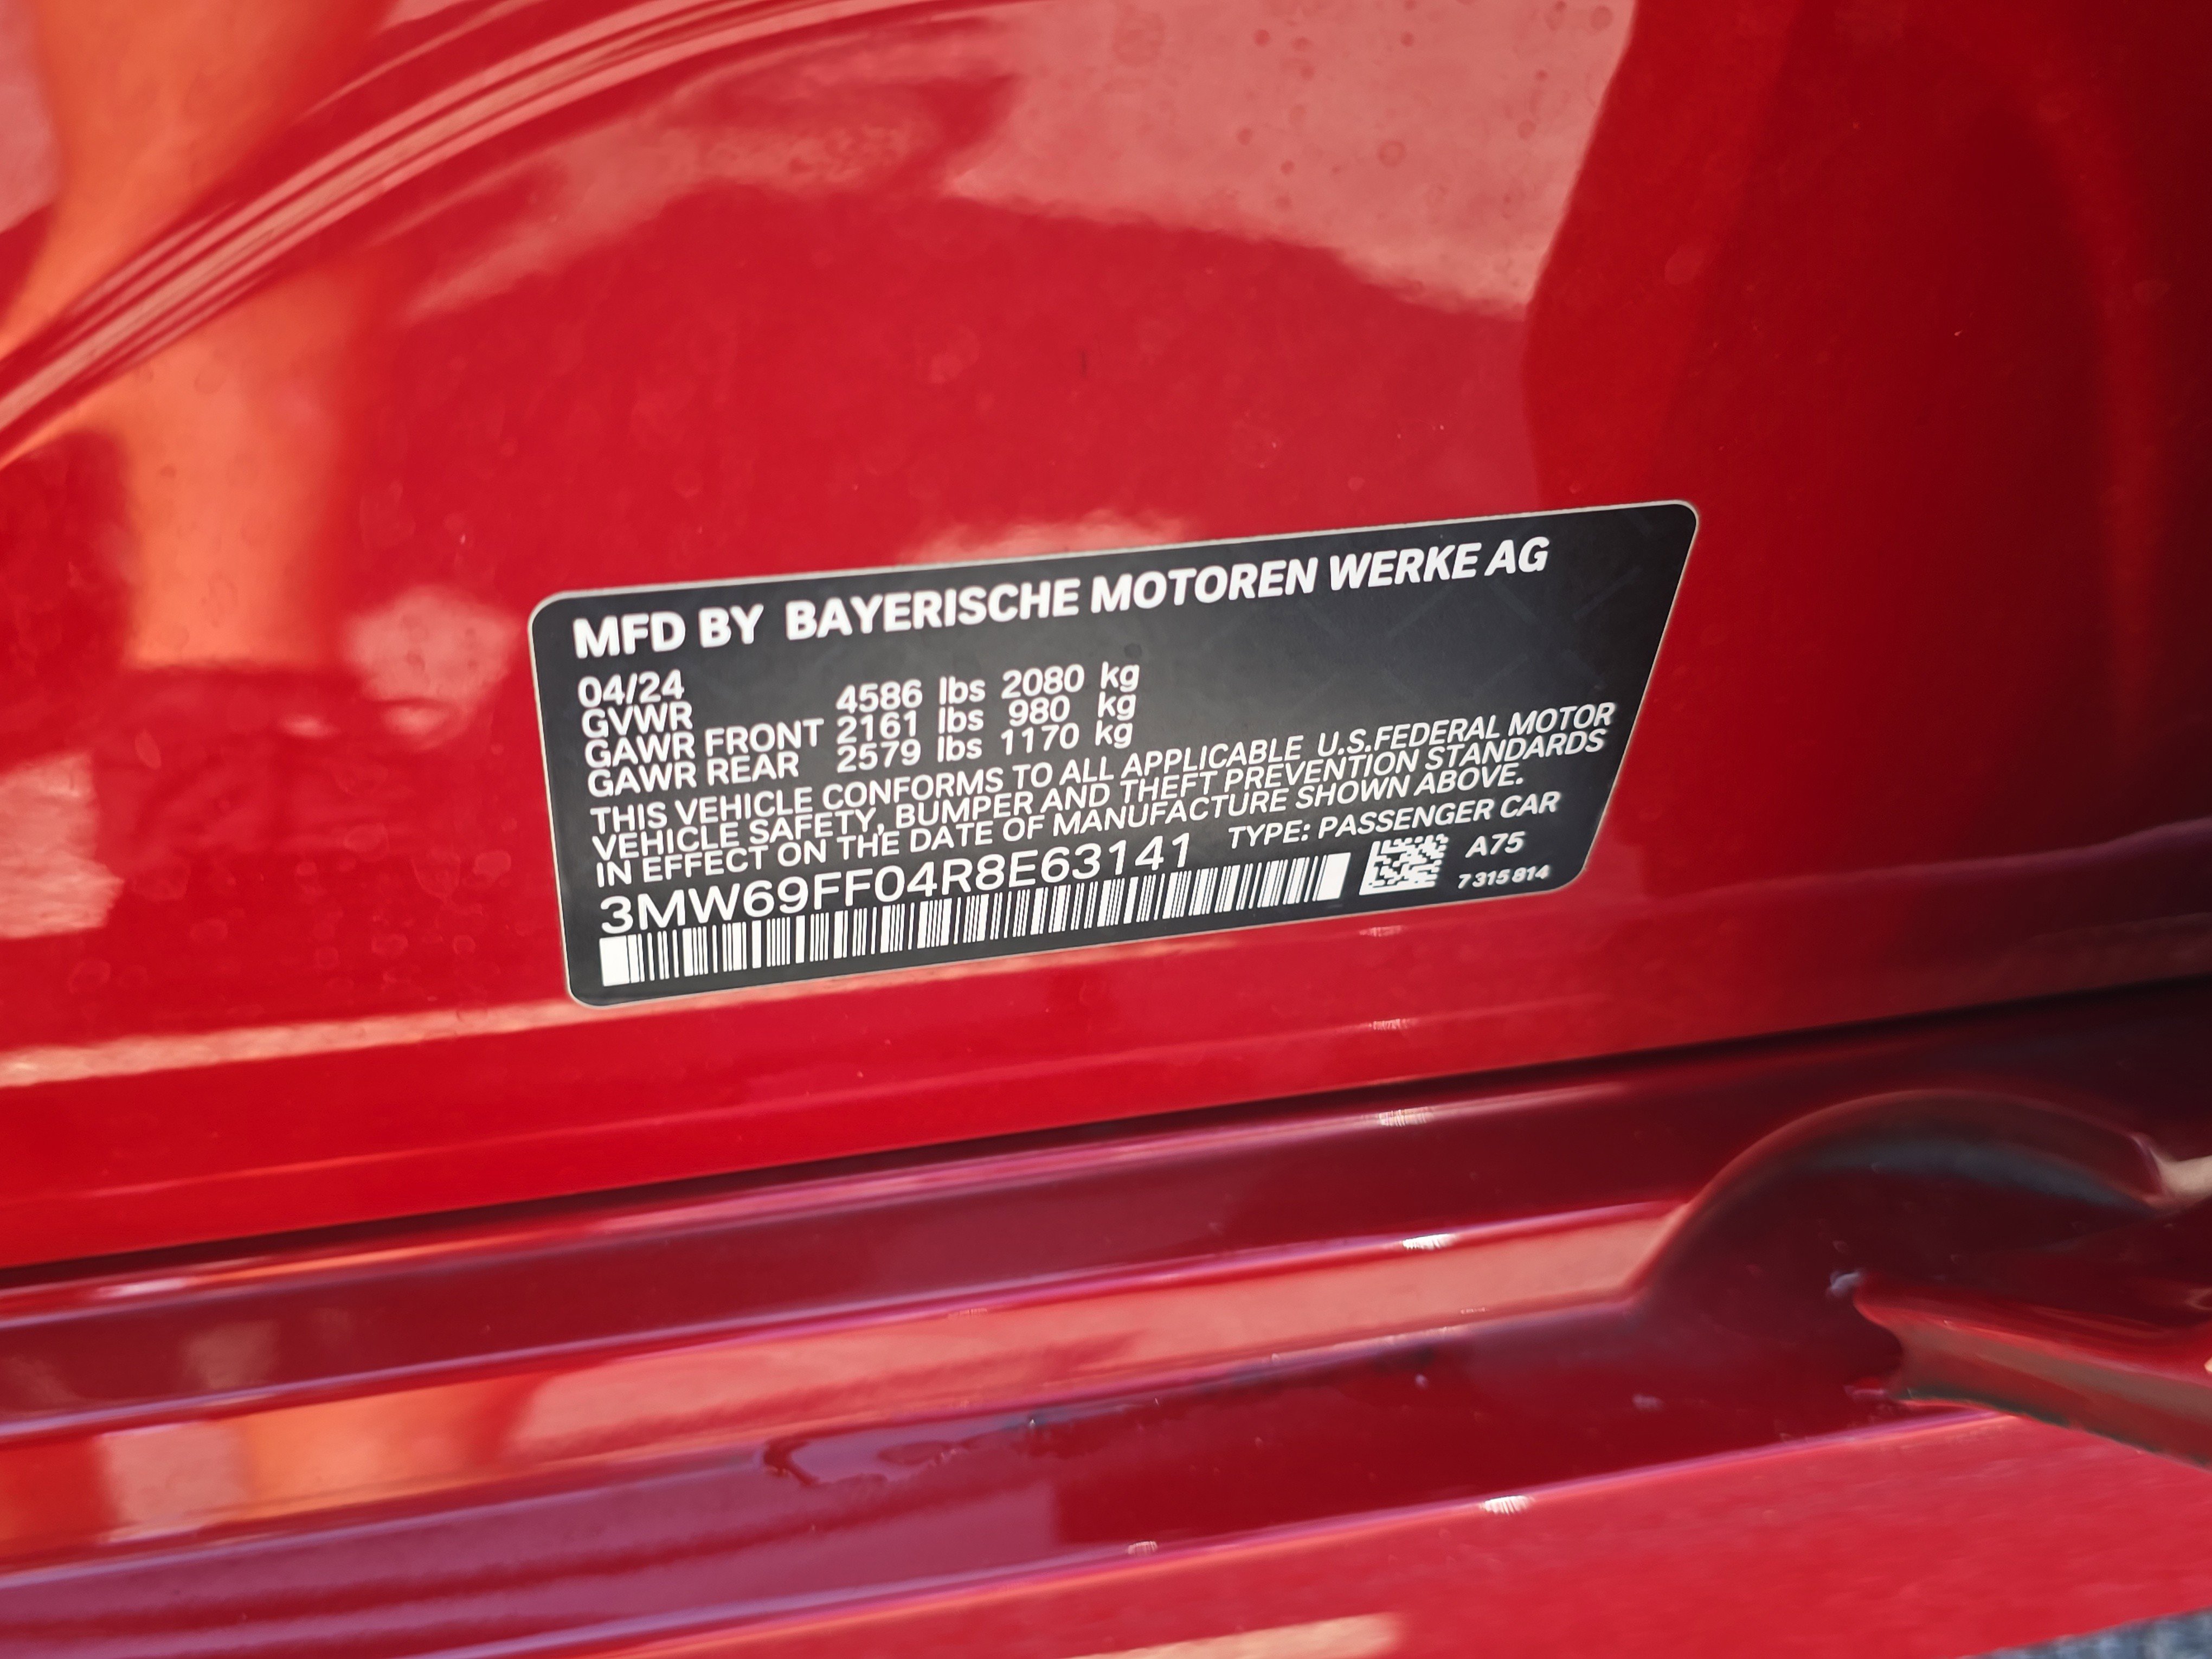 MFD BY BAYERISCHE MOTOREN WERKE AG
04/24
GVWR 4586 lbs 2080 kg
GAWR FRONT 2161 lbs 980 kg
GAWR REAR 2579 lbs 1170 kg
THIS VEHICLE CONFORMS TO ALL APPLICABLE U.S.FEDERAL MOTOR
VEHICLE SAFETY, BUMPER AND THEFT PREVENTION STANDARDS
IN EFFECT ON THE DATE OF MANUFACTURE SHOWN ABOVE.
3MW69FF04R8E63141 TYPE: PASSENGER CAR
A75
7 315 814